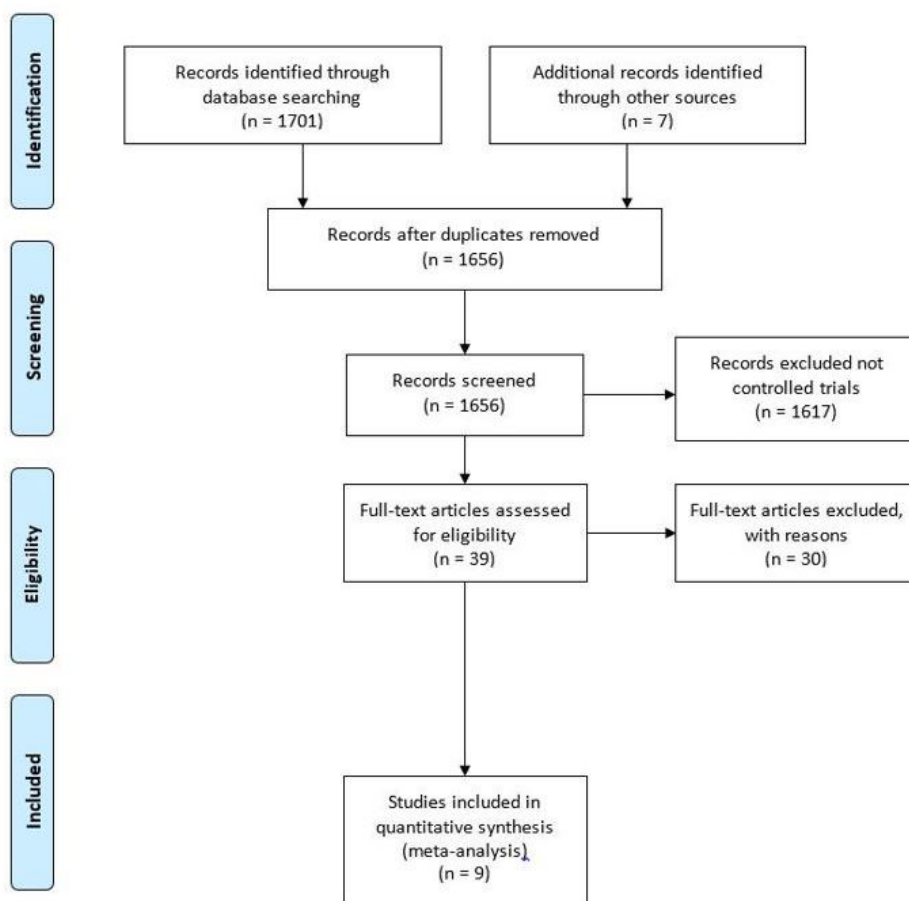 Identification
Records identified through
database searching
(n = 1701)
Additional records identified
through other sources
(n = 7)
Records after duplicates removed
(n = 1656)
Screening
Records screened
(n = 1656)
Records excluded not
controlled trials
(n = 1617)
Eligibility
Full-text articles assessed
for eligibility
(n = 39)
Full-text articles excluded,
with reasons
(n = 30)
Included
Studies included in
quantitative synthesis
(meta-analysis)
(n = 9)